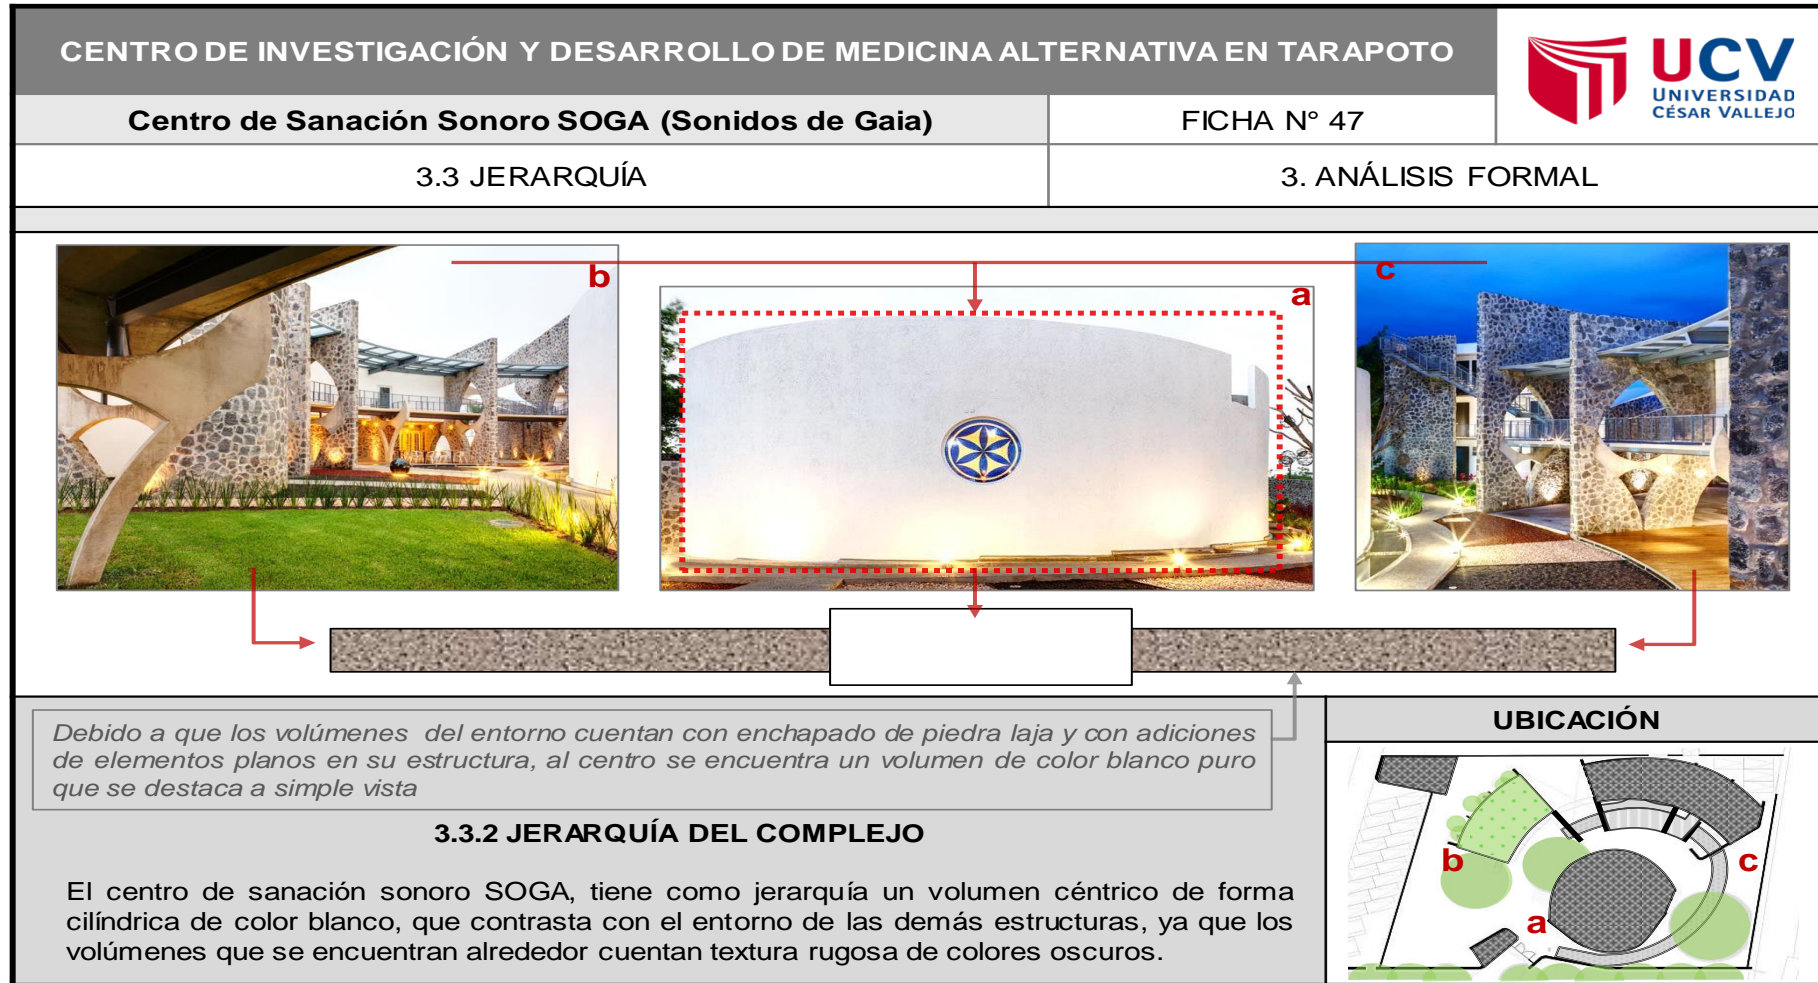 CENTRO DE INVESTIGACIÓN Y DESARROLLO DE MEDICINA ALTERNATIVA EN TARAPOTO
UCV
UNIVERSIDAD
CÉSAR VALLEJO
Centro de Sanación Sonoro SOGA (Sonidos de Gaia)
FICHA N° 47
3.3 JERARQUÍA
3. ANÁLISIS FORMAL
b
a
c
Debido a que los volúmenes del entorno cuentan con enchapado de piedra laja y con adiciones
de elementos planos en su estructura, al centro se encuentra un volumen de color blanco puro
que se destaca a simple vista
3.3.2 JERARQUÍA DEL COMPLEJO
El centro de sanación sonoro SOGA, tiene como jerarquía un volumen céntrico de forma
cilíndrica de color blanco, que contrasta con el entorno de las demás estructuras, ya que los
volúmenes que se encuentran alrededor cuentan textura rugosa de colores oscuros.
UBICACIÓN
b
c
a